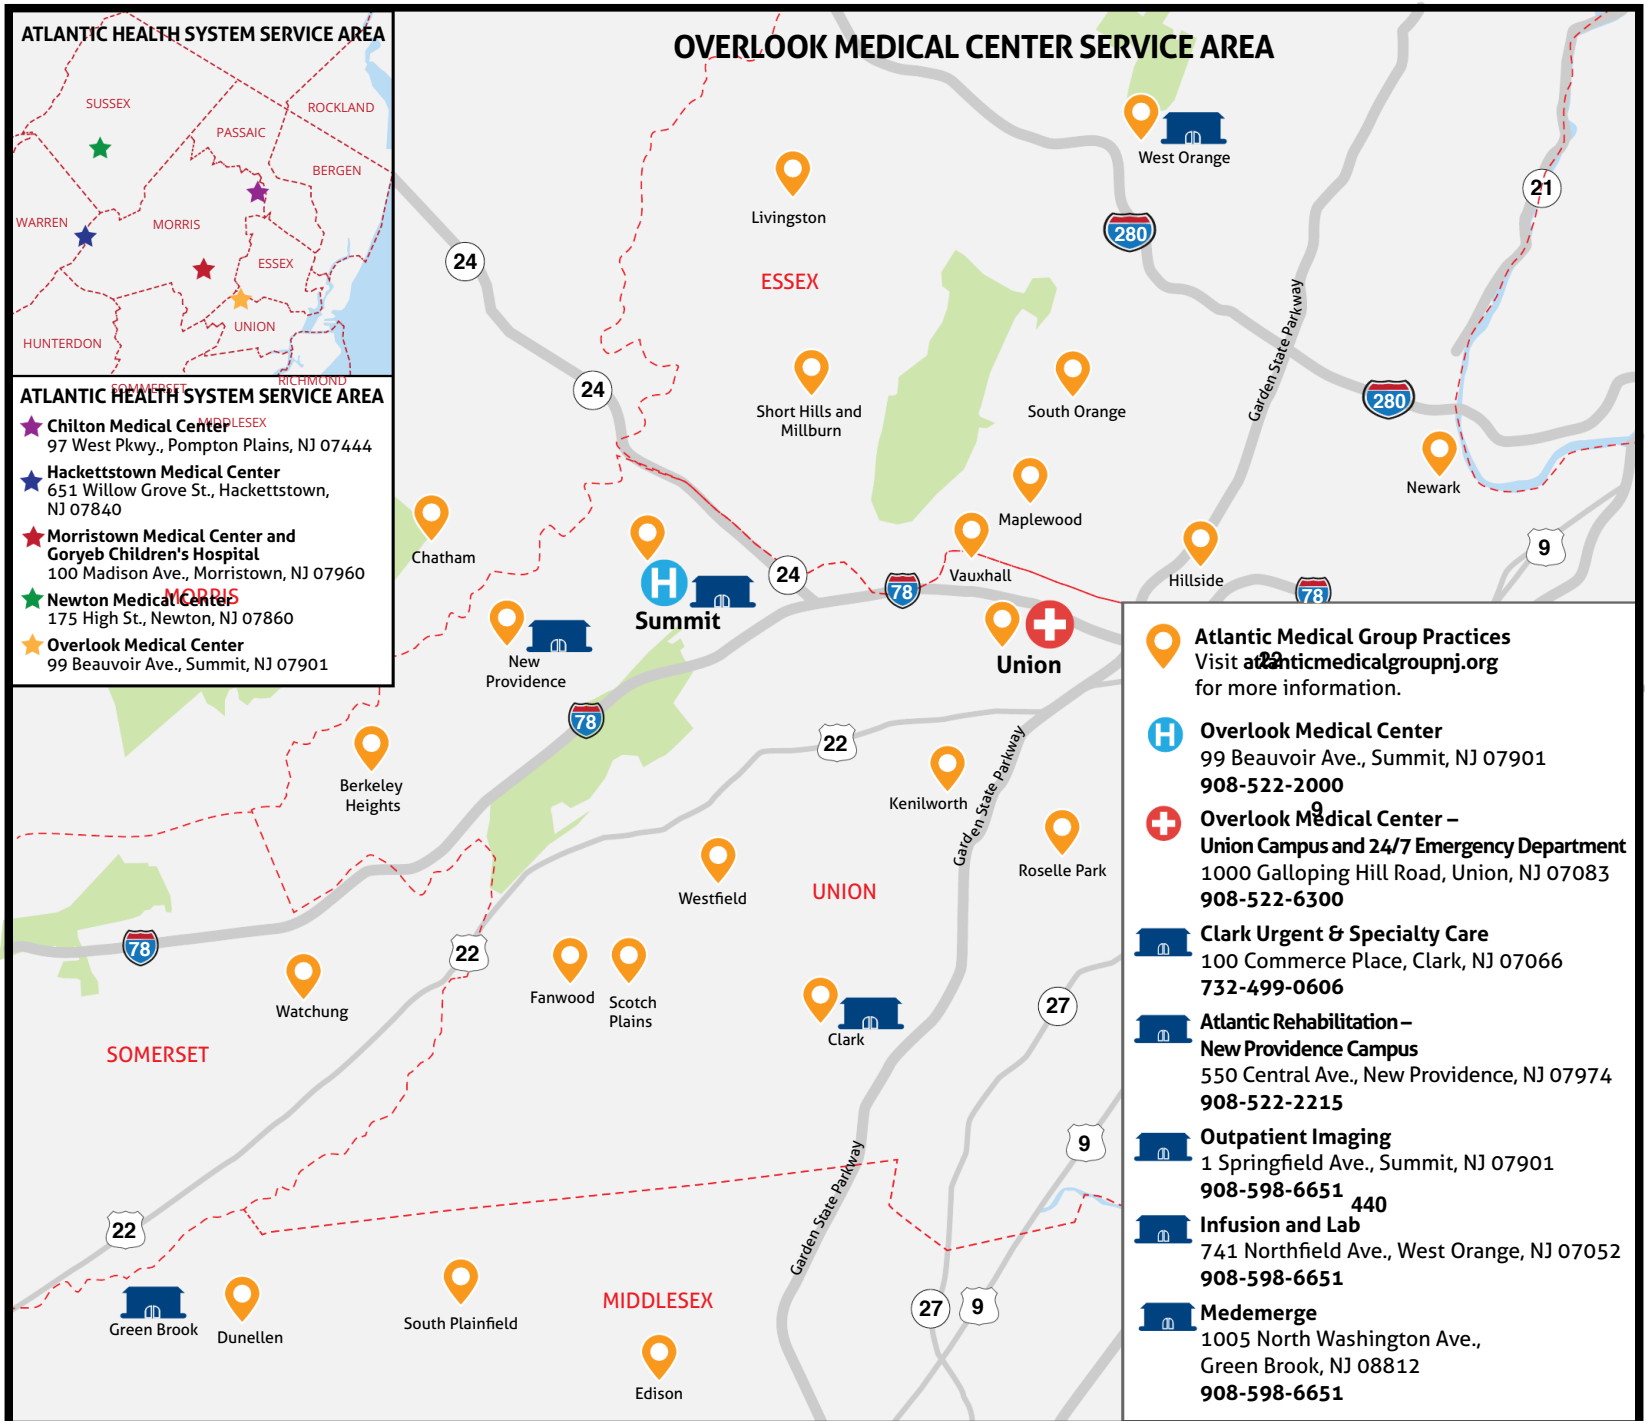 ATLANTIC HEALTH SYSTEM SERVICE AREA
SUSSEX
ROCKLAND
PASSAIC
BERGEN
WARREN
MORRIS
ESSEX
UNION
HUNTERDON
SOMMERSET
RICHMOND
MIDDLESEX
ATLANTIC HEALTH SYSTEM SERVICE AREA
Chilton Medical Center
97 West Pkwy., Pompton Plains, NJ 07444
Hackettstown Medical Center
651 Willow Grove St., Hackettstown,
NJ 07840
Morristown Medical Center and
Goryeb Children's Hospital
100 Madison Ave., Morristown, NJ 07960
MORRIS
Newton Medical Center
175 High St., Newton, NJ 07860
Overlook Medical Center
99 Beauvoir Ave., Summit, NJ 07901
OVERLOOK MEDICAL CENTER SERVICE AREA
West Orange
Livingston
21
280
24
ESSEX
Garden State Parkway
24
280
Short Hills and
Millburn
South Orange
Newark
Maplewood
Chatham
9
Vauxhall
Hillside
24
78
78
H
Summit
New
Providence
Union
78
22
Berkeley
Heights
Kenilworth
Garden State Parkway
Roselle Park
Westfield
UNION
78
22
Watchung
Fanwood
Scotch
Plains
27
Clark
SOMERSET
9
Garden State Parkway
22
Green Brook
Dunellen
South Plainfield
MIDDLESEX
27
9
Edison
Atlantic Medical Group Practices
Visit atlanticmedicalgroupnj.org
22
for more information.
H
Overlook Medical Center
99 Beauvoir Ave., Summit, NJ 07901
908-522-2000
9
Overlook Medical Center –
Union Campus and 24/7 Emergency Department
1000 Galloping Hill Road, Union, NJ 07083
908-522-6300
Clark Urgent & Specialty Care
100 Commerce Place, Clark, NJ 07066
732-499-0606
Atlantic Rehabilitation –
New Providence Campus
550 Central Ave., New Providence, NJ 07974
908-522-2215
Outpatient Imaging
1 Springfield Ave., Summit, NJ 07901
908-598-6651
440
Infusion and Lab
741 Northfield Ave., West Orange, NJ 07052
908-598-6651
Medemerge
1005 North Washington Ave.,
Green Brook, NJ 08812
908-598-6651